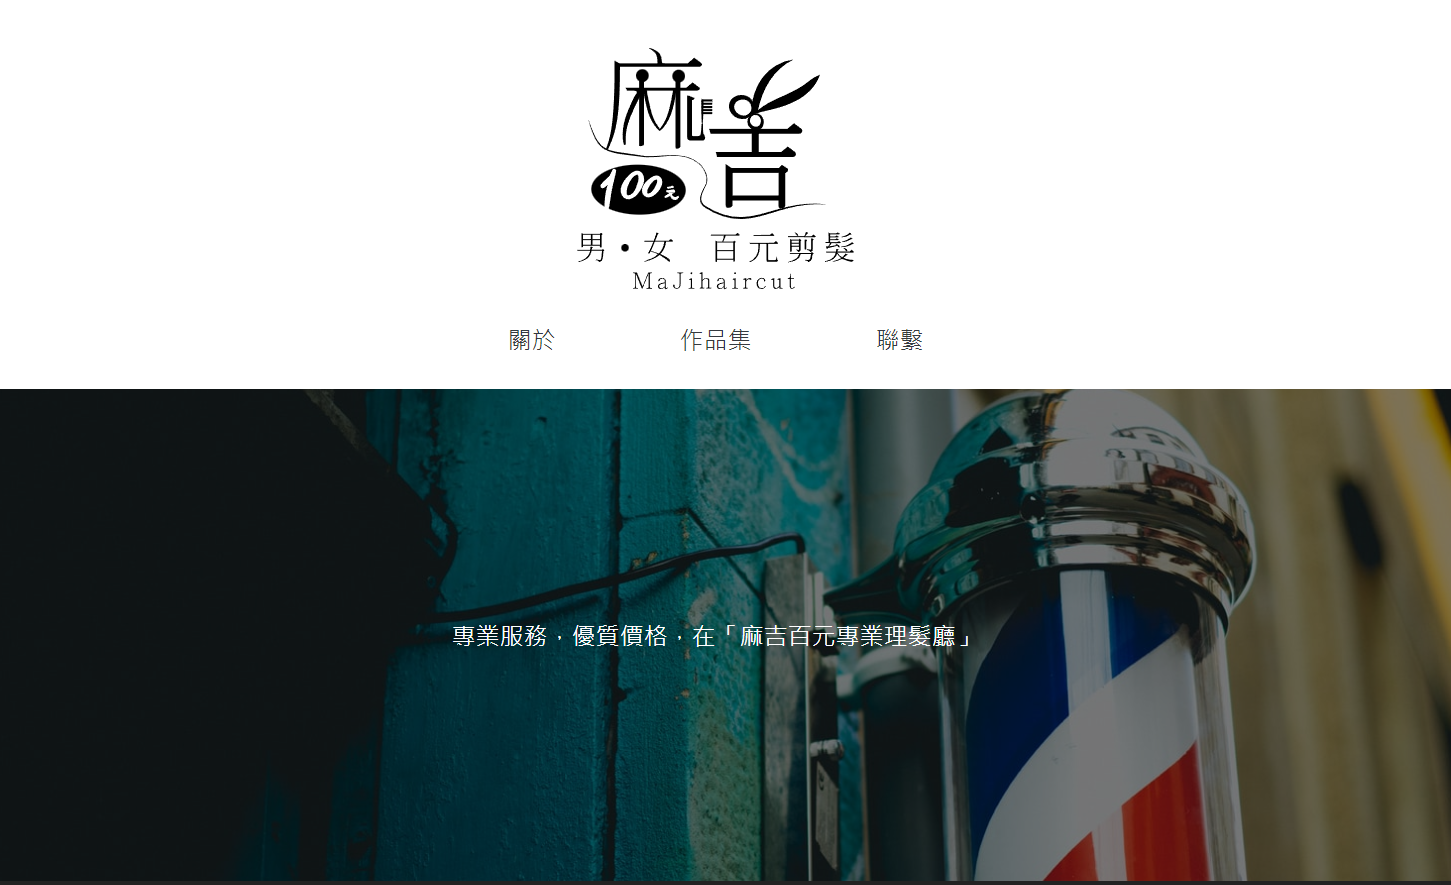 麻吉
100元
男・女 百元剪髮
MaJihaircut
關於 作品集 聯繫
專業服務，優質價格，在「麻吉百元專業理髮廳」